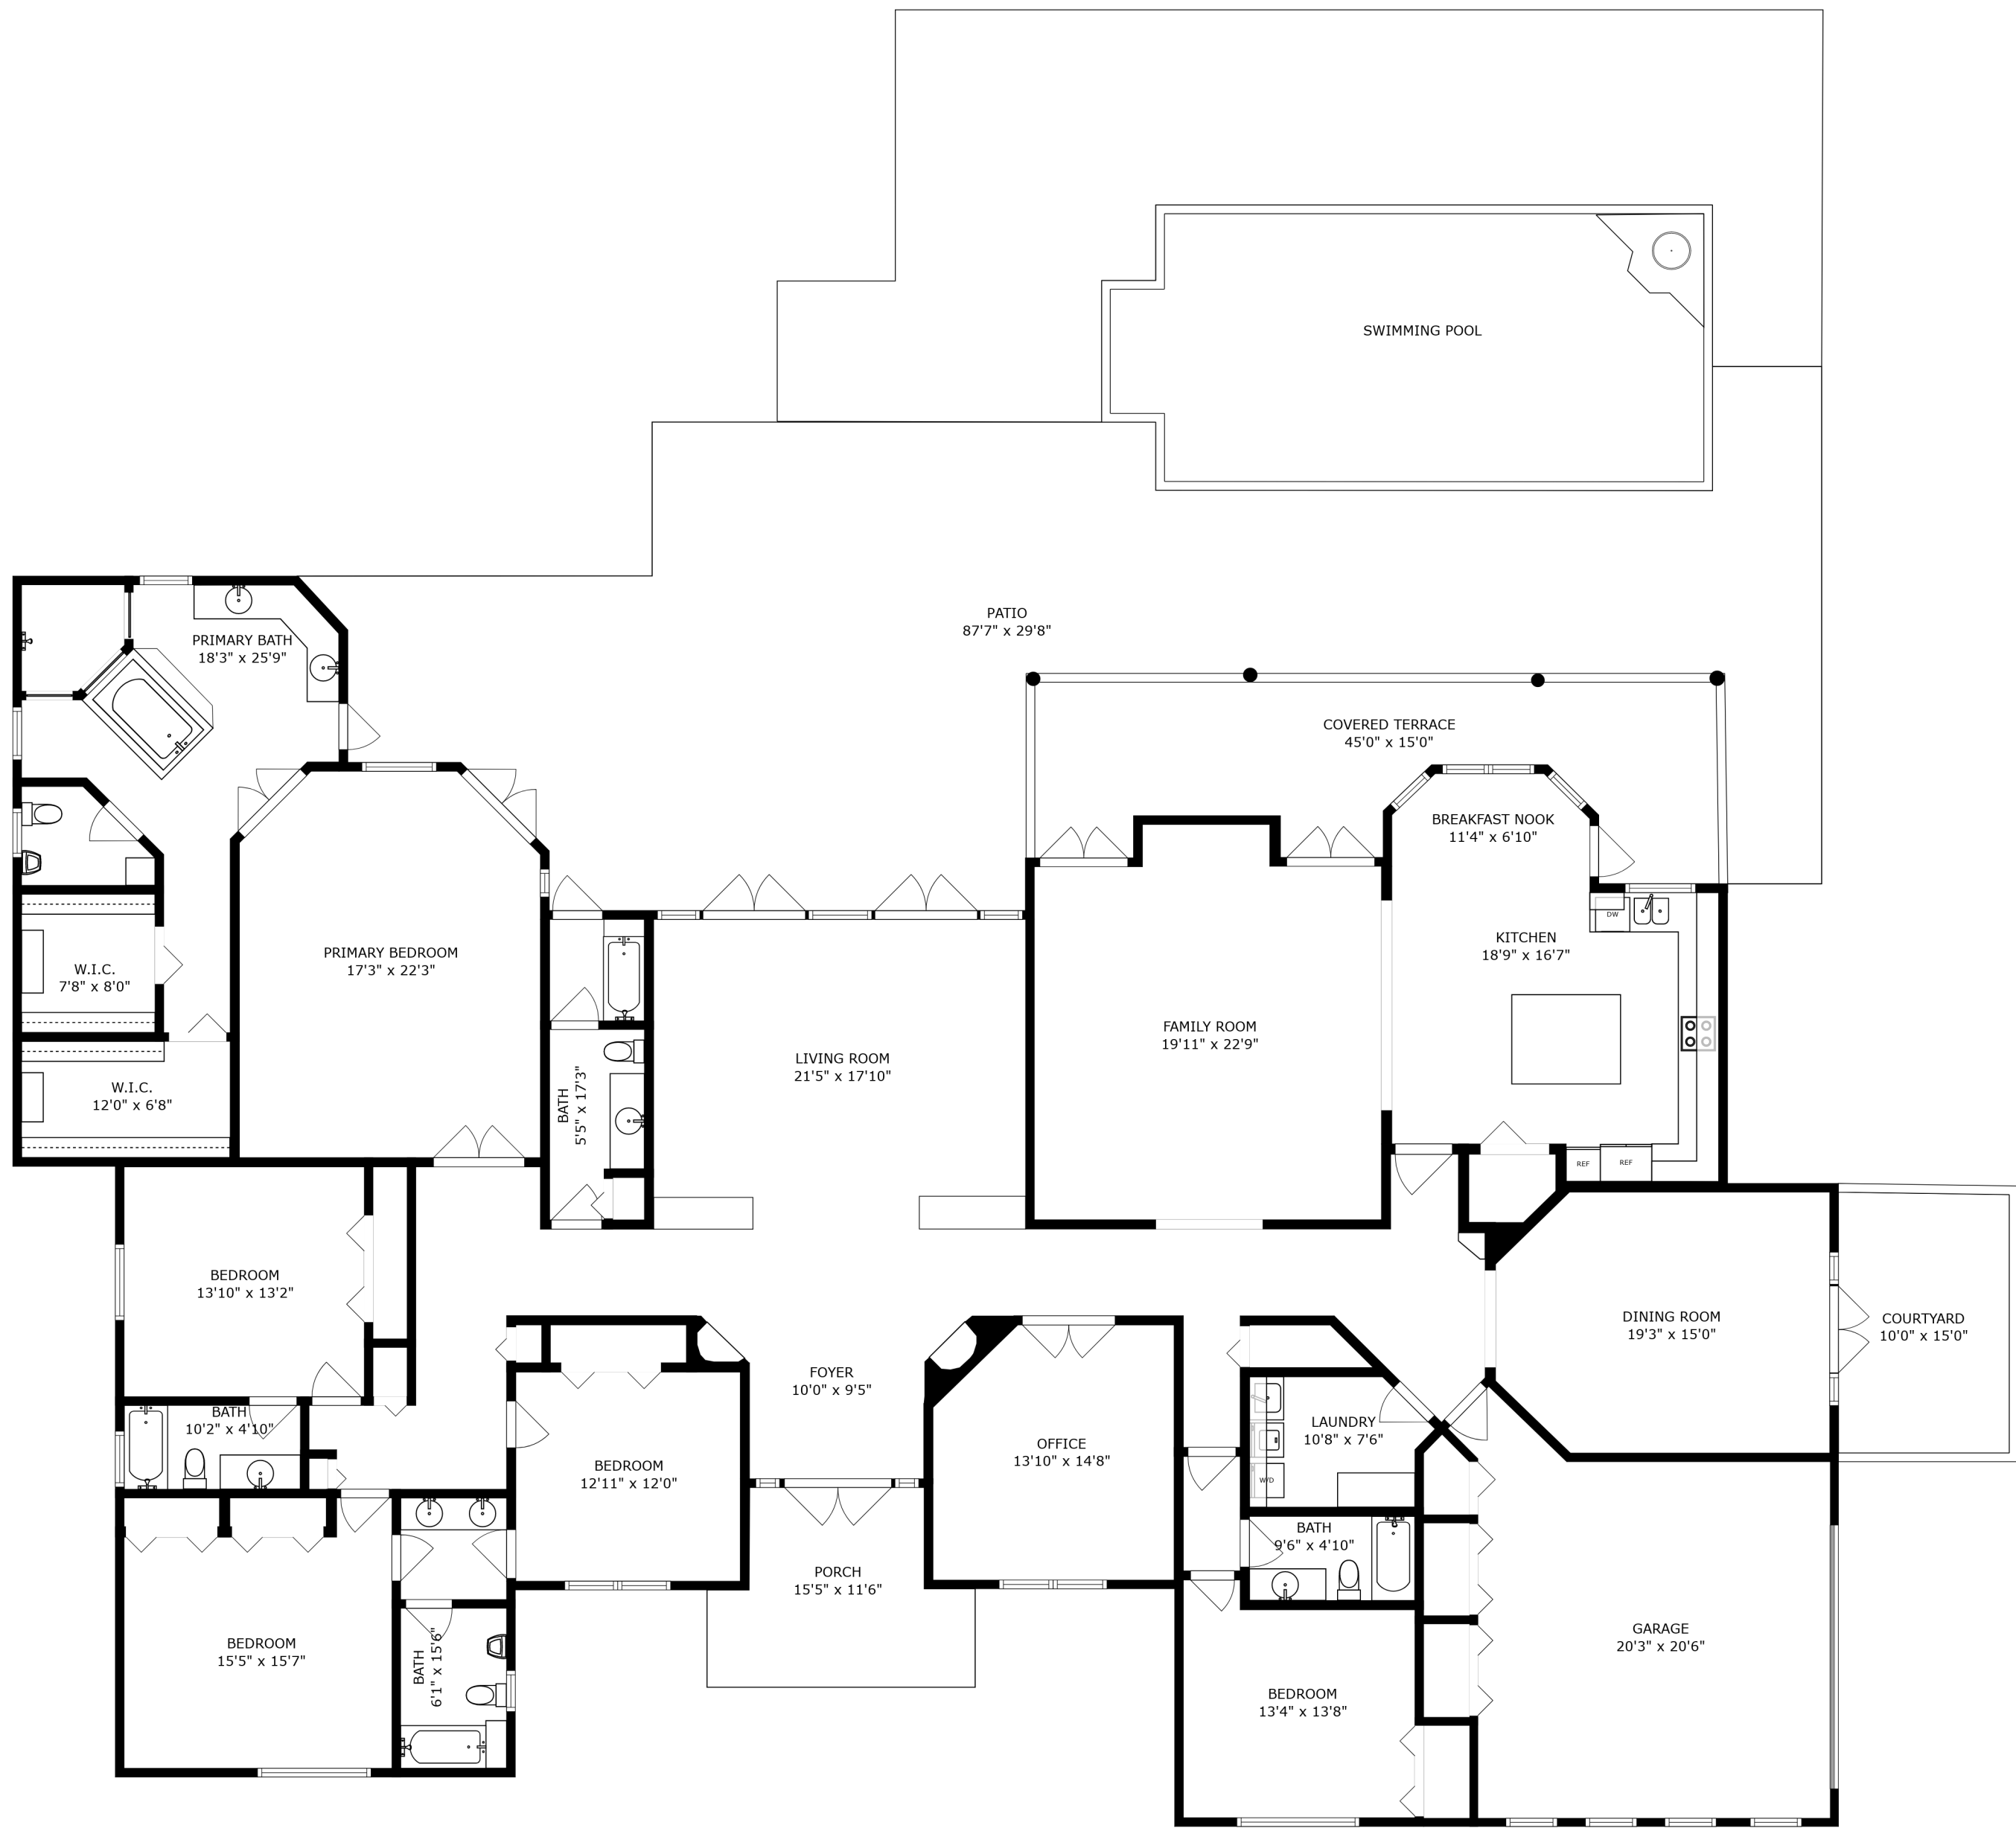 SWIMMING POOL
PATIO
87'7" x 29'8"
PRIMARY BATH
18'3" x 25'9"
COVERED TERRACE
45'0" x 15'0"
BREAKFAST NOOK
11'4" x 6'10"
DW
KITCHEN
18'9" x 16'7"
PRIMARY BEDROOM
17'3" x 22'3"
W.I.C.
7'8" x 8'0"
FAMILY ROOM
19'11" x 22'9"
LIVING ROOM
21'5" x 17'10"
W.I.C.
12'0" x 6'8"
BATH
5'5" x 17'3"
REF
REF
BEDROOM
13'10" x 13'2"
DINING ROOM
19'3" x 15'0"
COURTYARD
10'0" x 15'0"
FOYER
10'0" x 9'5"
BATH
10'2" x 4'10"
LAUNDRY
10'8" x 7'6"
OFFICE
13'10" x 14'8"
BEDROOM
12'11" x 12'0"
W/D
BATH
9'6" x 4'10"
PORCH
15'5" x 11'6"
BEDROOM
15'5" x 15'7"
BATH
6'1" x 15'6"
GARAGE
20'3" x 20'6"
BEDROOM
13'4" x 13'8"